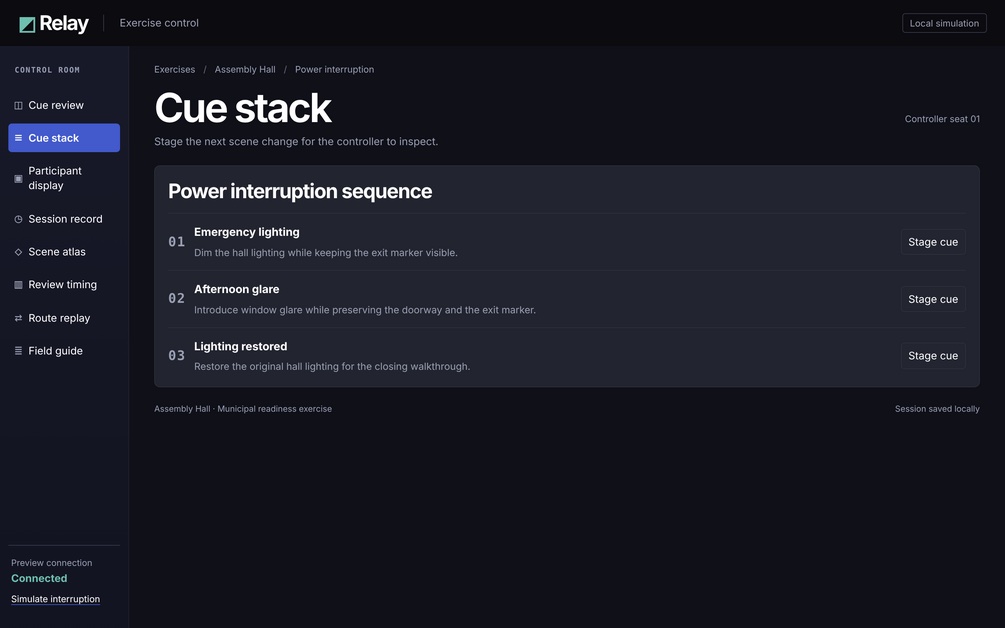 Relay
Exercise control
Local simulation
CONTROL ROOM
Cue review
Cue stack
Participant
display
Session record
Scene atlas
Review timing
Route replay
Field guide
Preview connection
Connected
Simulate interruption
Exercises / Assembly Hall / Power interruption
Cue stack
Controller seat 01
Stage the next scene change for the controller to inspect.
Power interruption sequence
01
Emergency lighting
Dim the hall lighting while keeping the exit marker visible.
Stage cue
02
Afternoon glare
Introduce window glare while preserving the doorway and the exit marker.
Stage cue
03
Lighting restored
Restore the original hall lighting for the closing walkthrough.
Stage cue
Assembly Hall · Municipal readiness exercise
Session saved locally